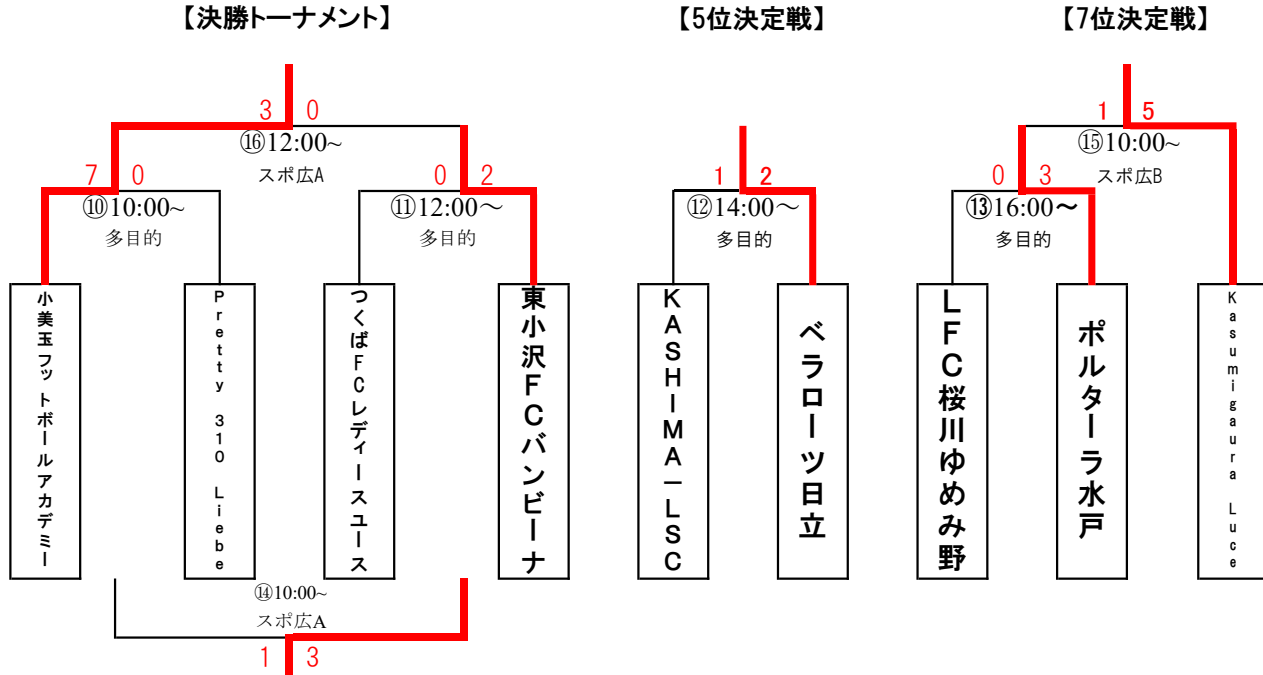 【決勝トーナメント】
【5位決定戦】
【7位決定戦】
3 0
⑯12:00~
スポ広A
7 0
⑩10:00~
多目的
0 2
⑪12:00～
多目的
1 2
⑫14:00～
多目的
1 5
⑮10:00~
スポ広B
0 3
⑬16:00～
多目的
小美玉フットボールアカデミー
Pretty 310 Liebe
つくばFCレディースユース
東小沢FCバンビーナ
KASHIMA－LSC
ベラローツ日立
LFC桜川ゆめみ野
ポルターラ水戸
Kasumigaura Luce
⑭10:00~
スポ広A
1 3